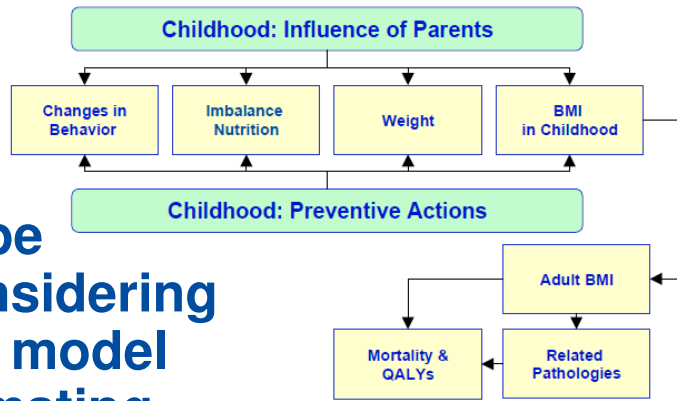 Childhood: Influence of Parents
Changes in
Behavior
Imbalance
Nutrition
Weight
BMI
in Childhood
Childhood: Preventive Actions
Adult BMI
Mortality &
QALYs
Related
Pathologies
model